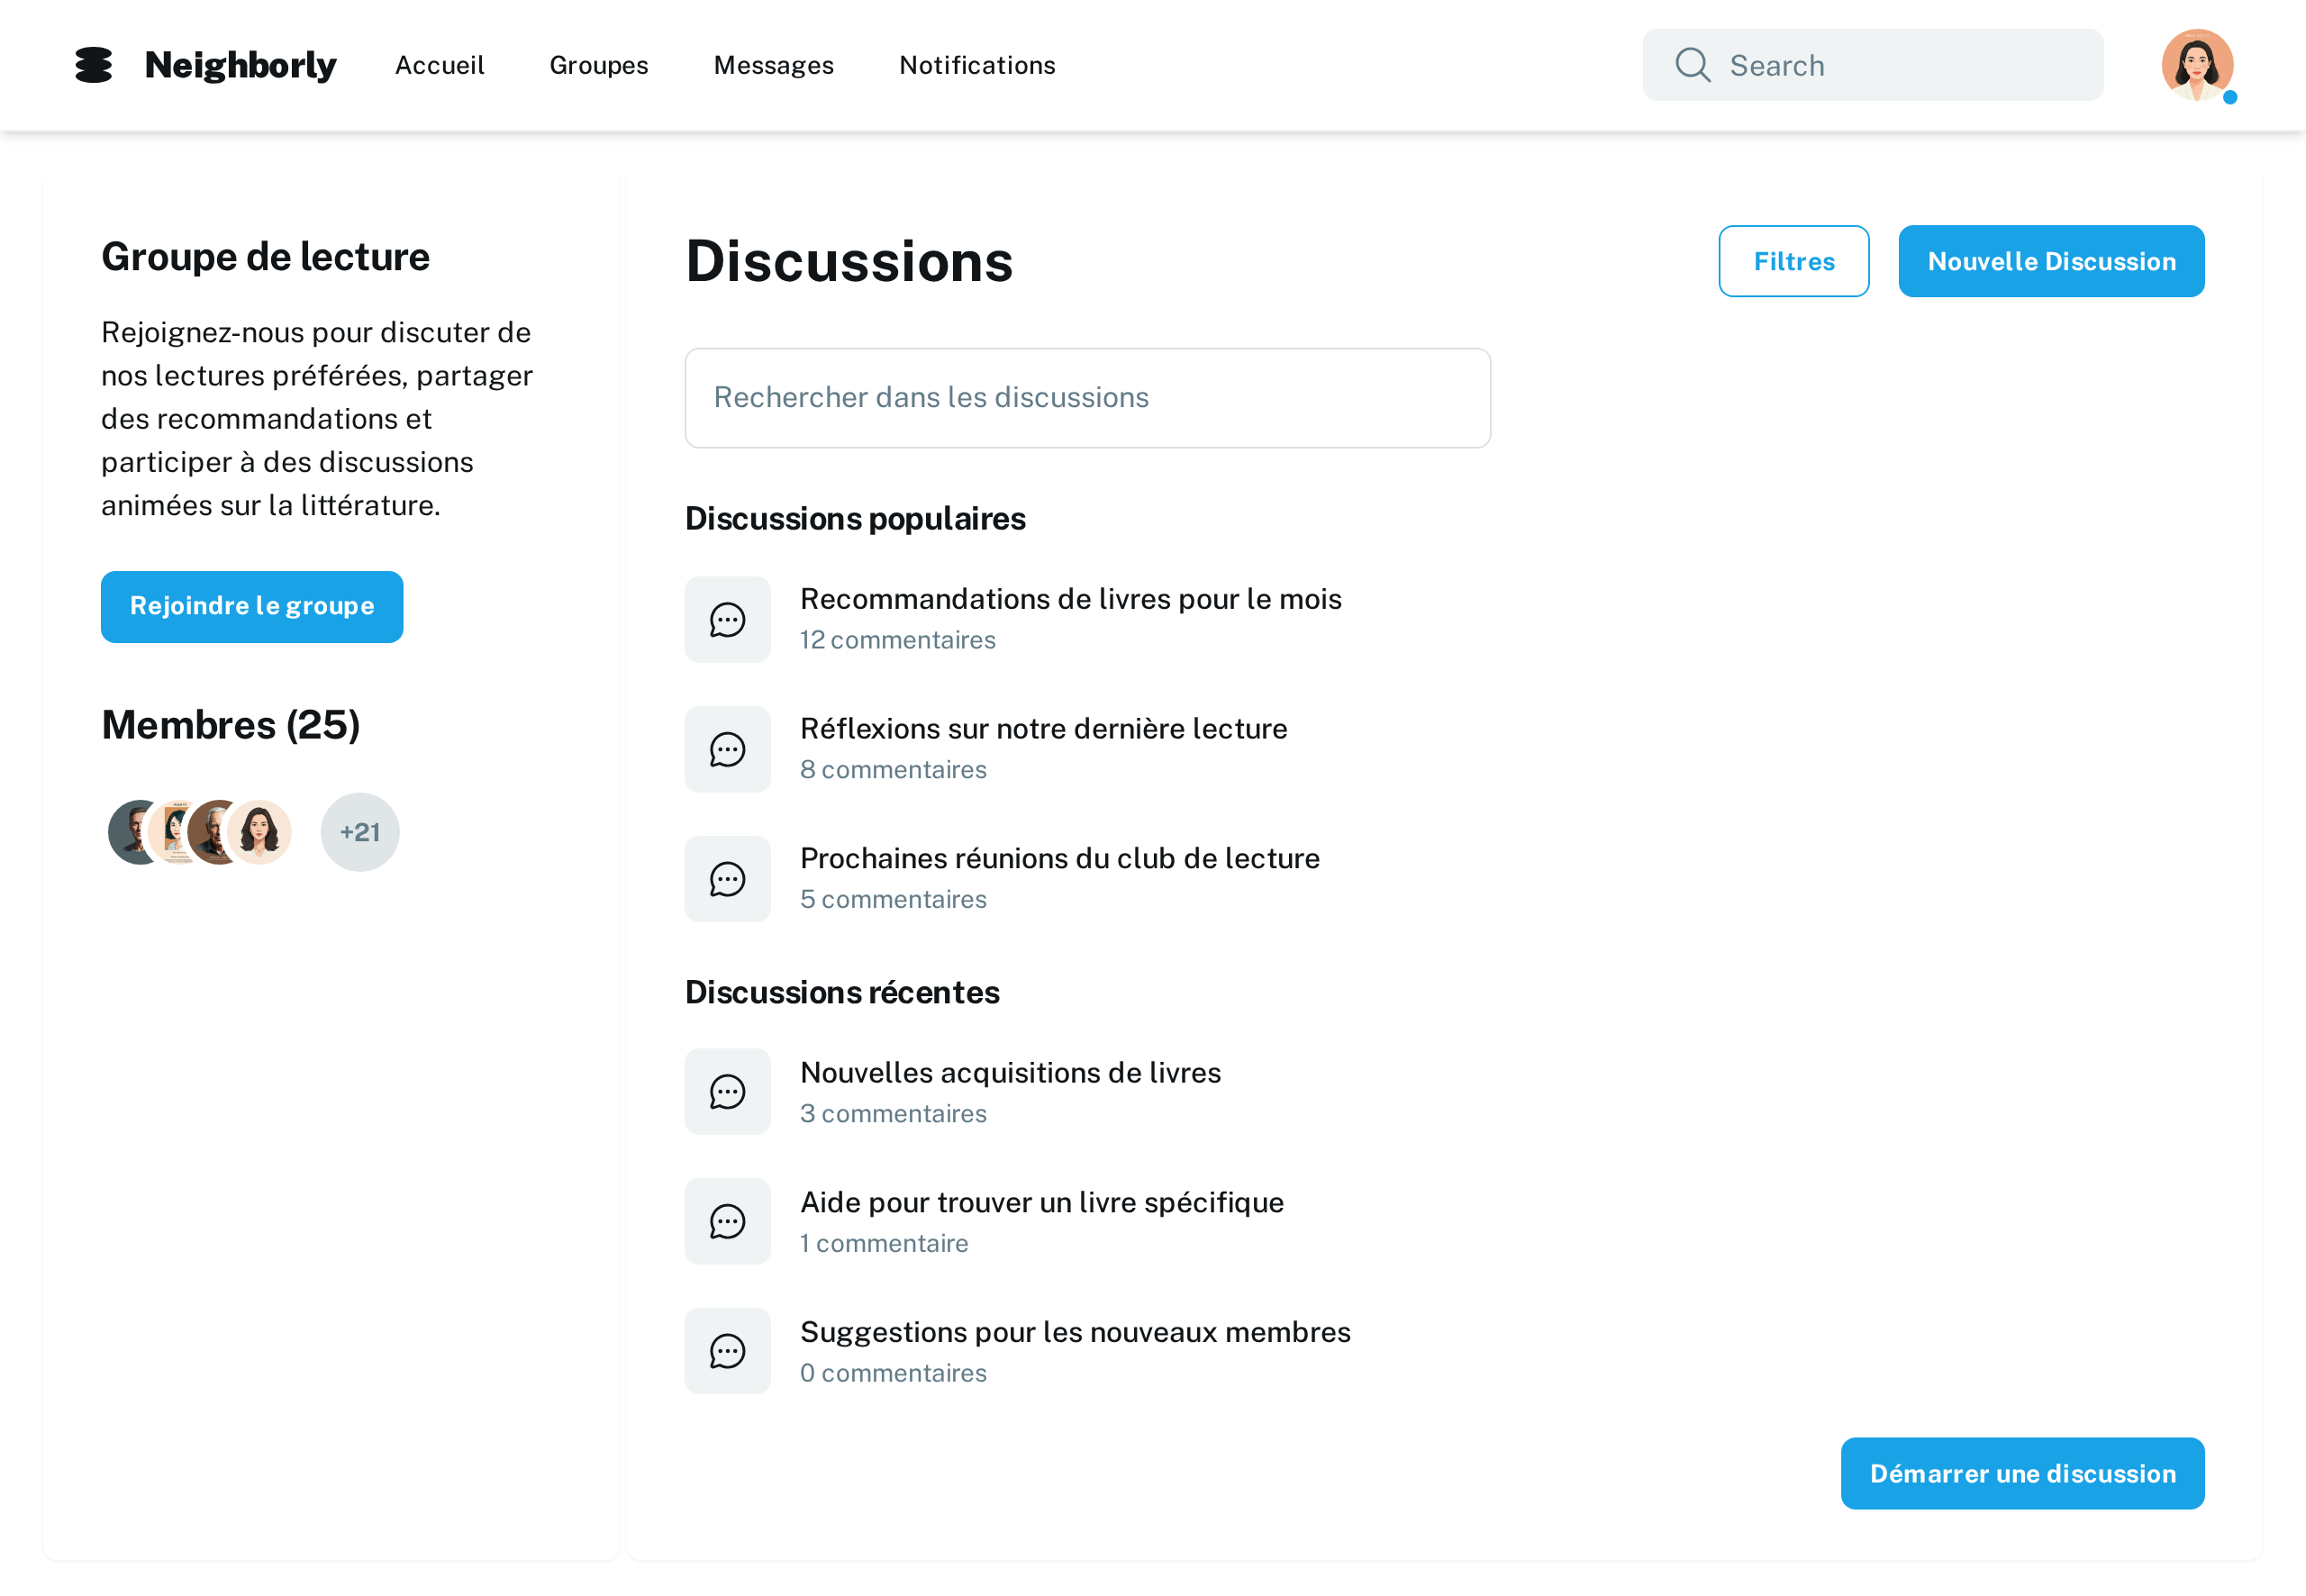 Neighborly
Accueil
Groupes
Messages
Notifications
Search
Groupe de lecture
Rejoignez-nous pour discuter de
nos lectures préférées, partager
des recommandations et
participer à des discussions
animées sur la littérature.
Rejoindre le groupe
Membres (25)
+21
Discussions
Filtres
Nouvelle Discussion
Rechercher dans les discussions
Discussions populaires
Recommandations de livres pour le mois
12 commentaires
Réflexions sur notre dernière lecture
8 commentaires
Prochaines réunions du club de lecture
5 commentaires
Discussions récentes
Nouvelles acquisitions de livres
3 commentaires
Aide pour trouver un livre spécifique
1 commentaire
Suggestions pour les nouveaux membres
0 commentaires
Démarrer une discussion